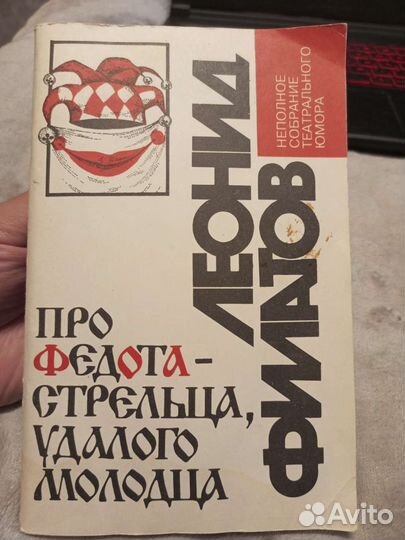 ЛЕОНИД
ФИЛАТОВ
НЕПОЛНОЕ
СОБРАНИЕ
ТЕАТРАЛЬНОГО
ЮМОРА
ПРО
ФЕДОТА-
СТРЕЛЬЦА,
УДАЛОГО
МОЛОДЦА
Avito